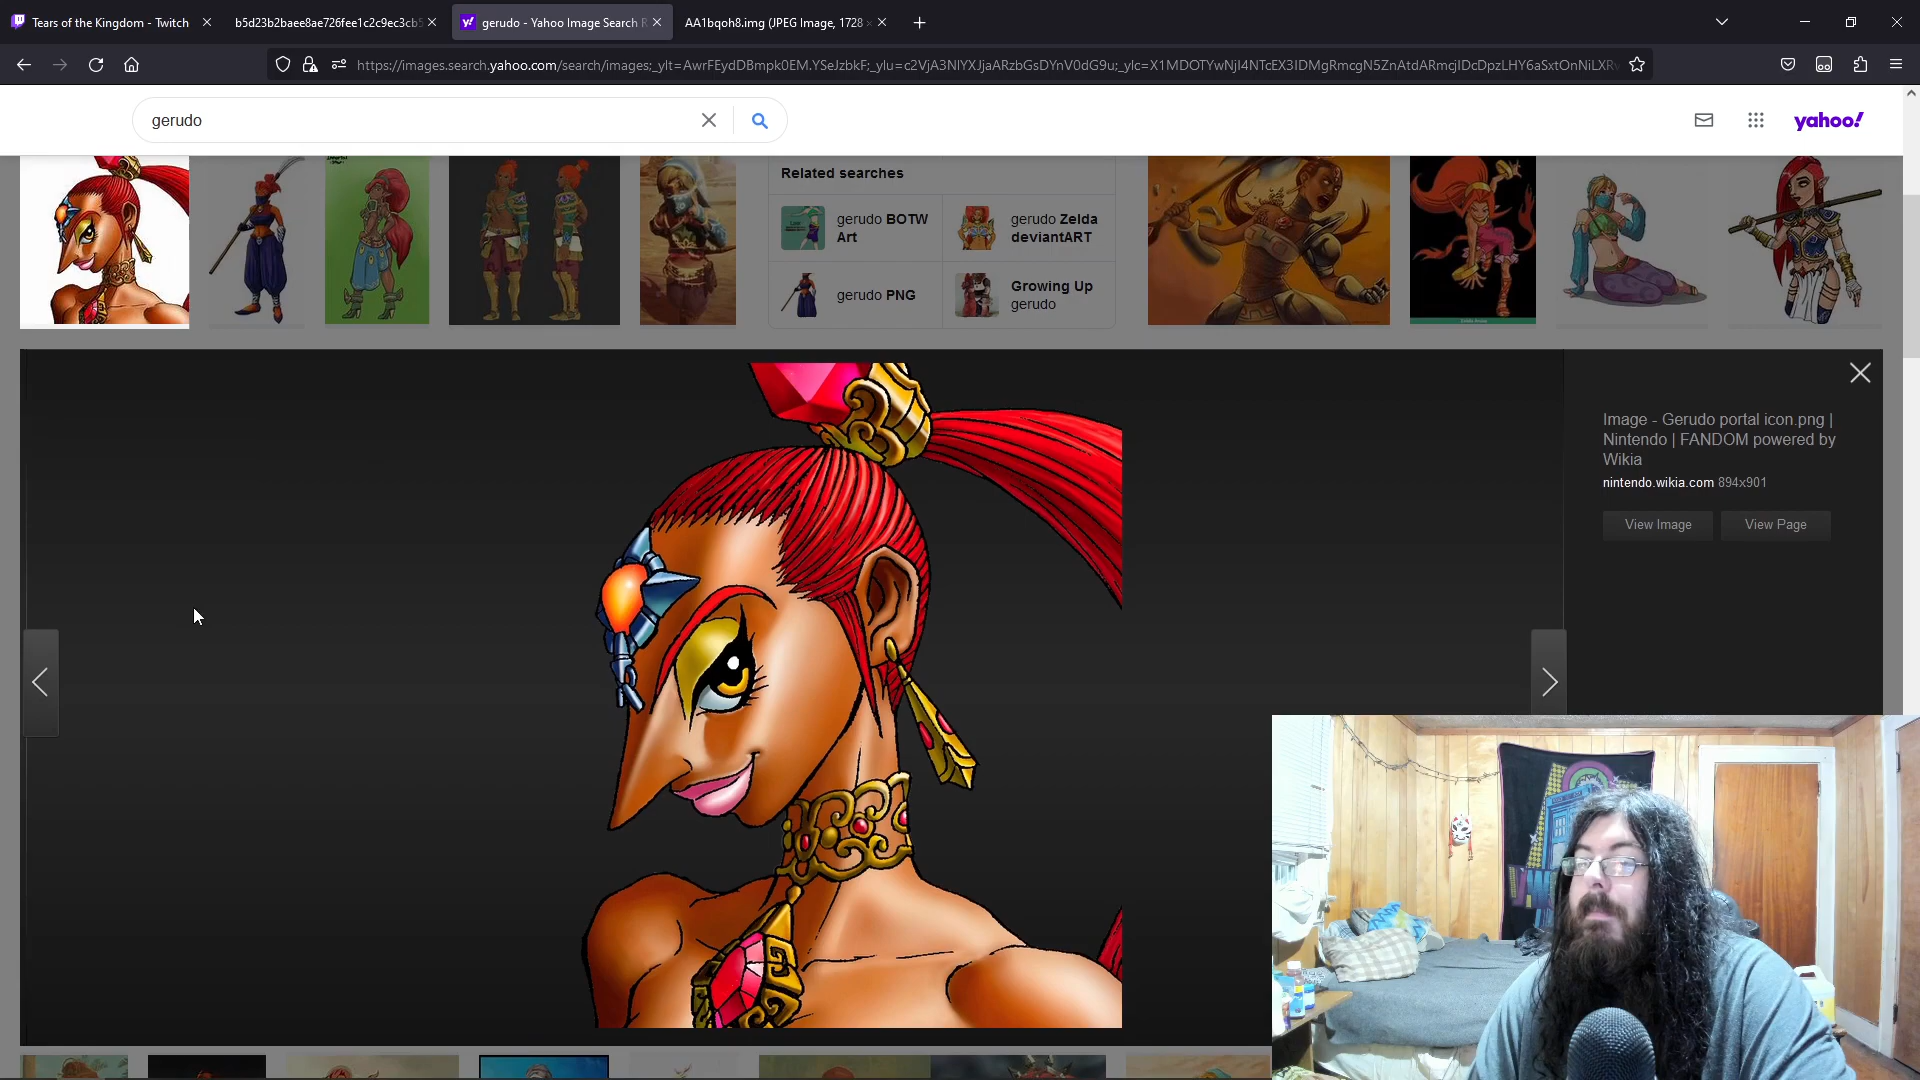 Tears of the Kingdom - Twitch
b5d23b2baee8ae726fee1c2c9ec3cb5
gerudo - Yahoo Image Search R
AA1bqoh8.img (JPEG Image, 1728
https://images.search.yahoo.com/search/images;_ylt=AwrFEydDBmpk0EM.YSeJzbkF;_ylu=c2VjA3NlYXJjaARzbGsDYnV0dG9u;_ylc=X1MDOTYwNjI4NTcEX3IDMgRmcgN5ZnAtdARmcjIDcDpzLHY6aSxtOnNiLXRv
gerudo
yahoo!
Related searches
gerudo BOTW
Art
gerudo Zelda
deviantART
gerudo PNG
Growing Up
gerudo
Image - Gerudo portal icon.png |
Nintendo | FANDOM powered by
Wikia
nintendo.wikia.com 894x901
View Image
View Page